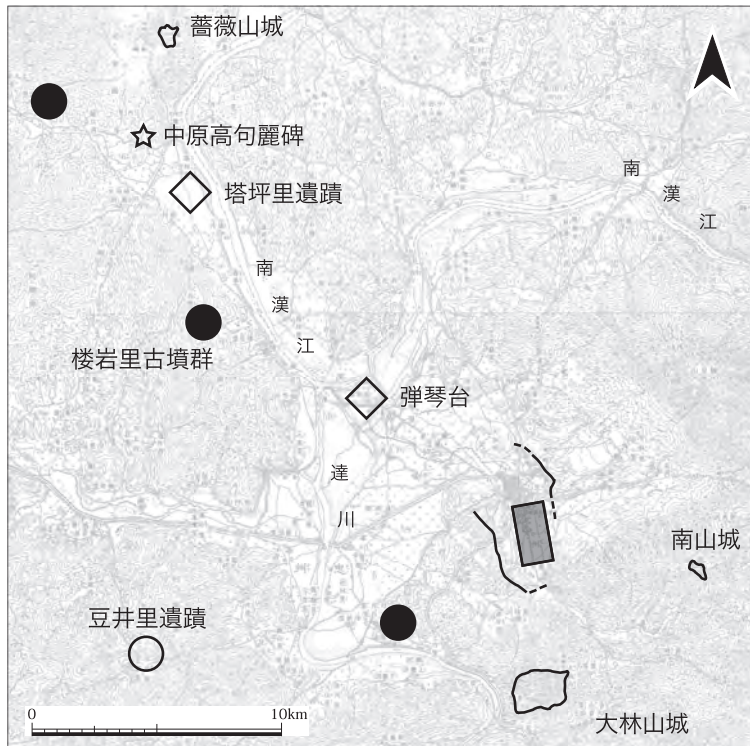 薔薇山城
中原高句麗碑
塔坪里遺蹟
南漢江
南漢江
楼岩里古墳群
弾琴台
達川
南山城
豆井里遺蹟
大林山城
0 10km